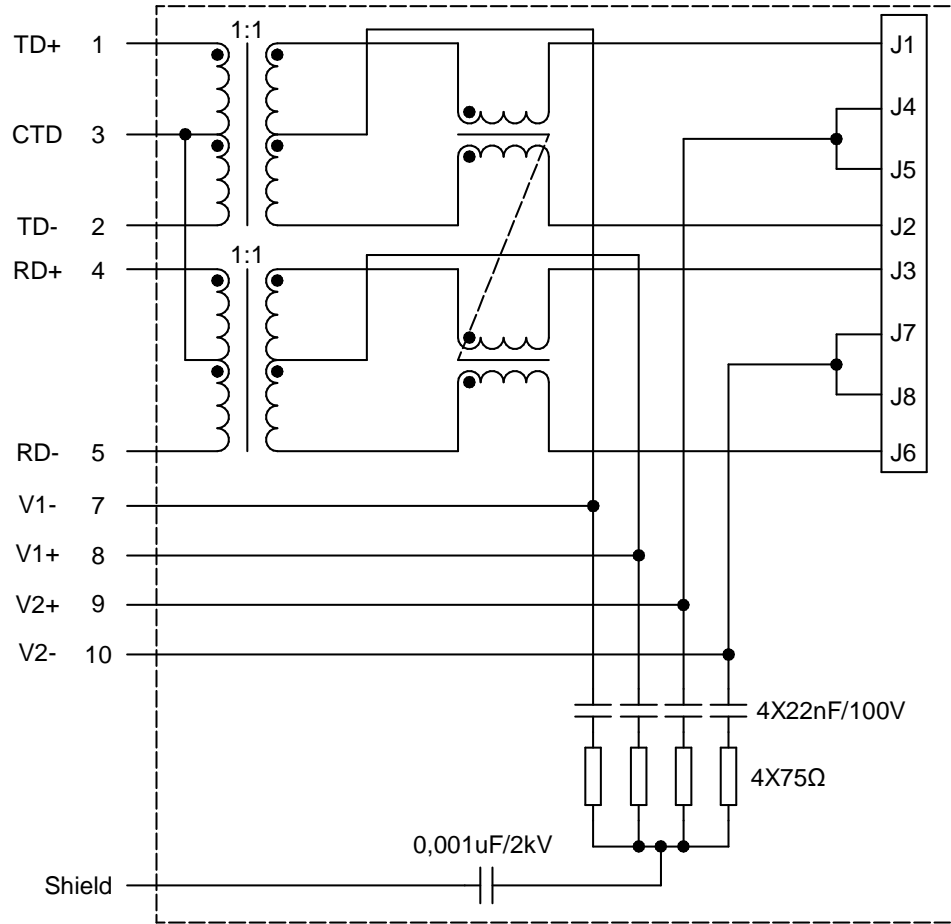 1:1
TD+ 1
J1
J4
CTD 3
J5
TD- 2
J2
1:1
RD+ 4
J3
J7
J8
RD- 5
J6
V1- 7
V1+ 8
V2+ 9
V2- 10
4X22nF/100V
4X75Ω
0,001uF/2kV
Shield